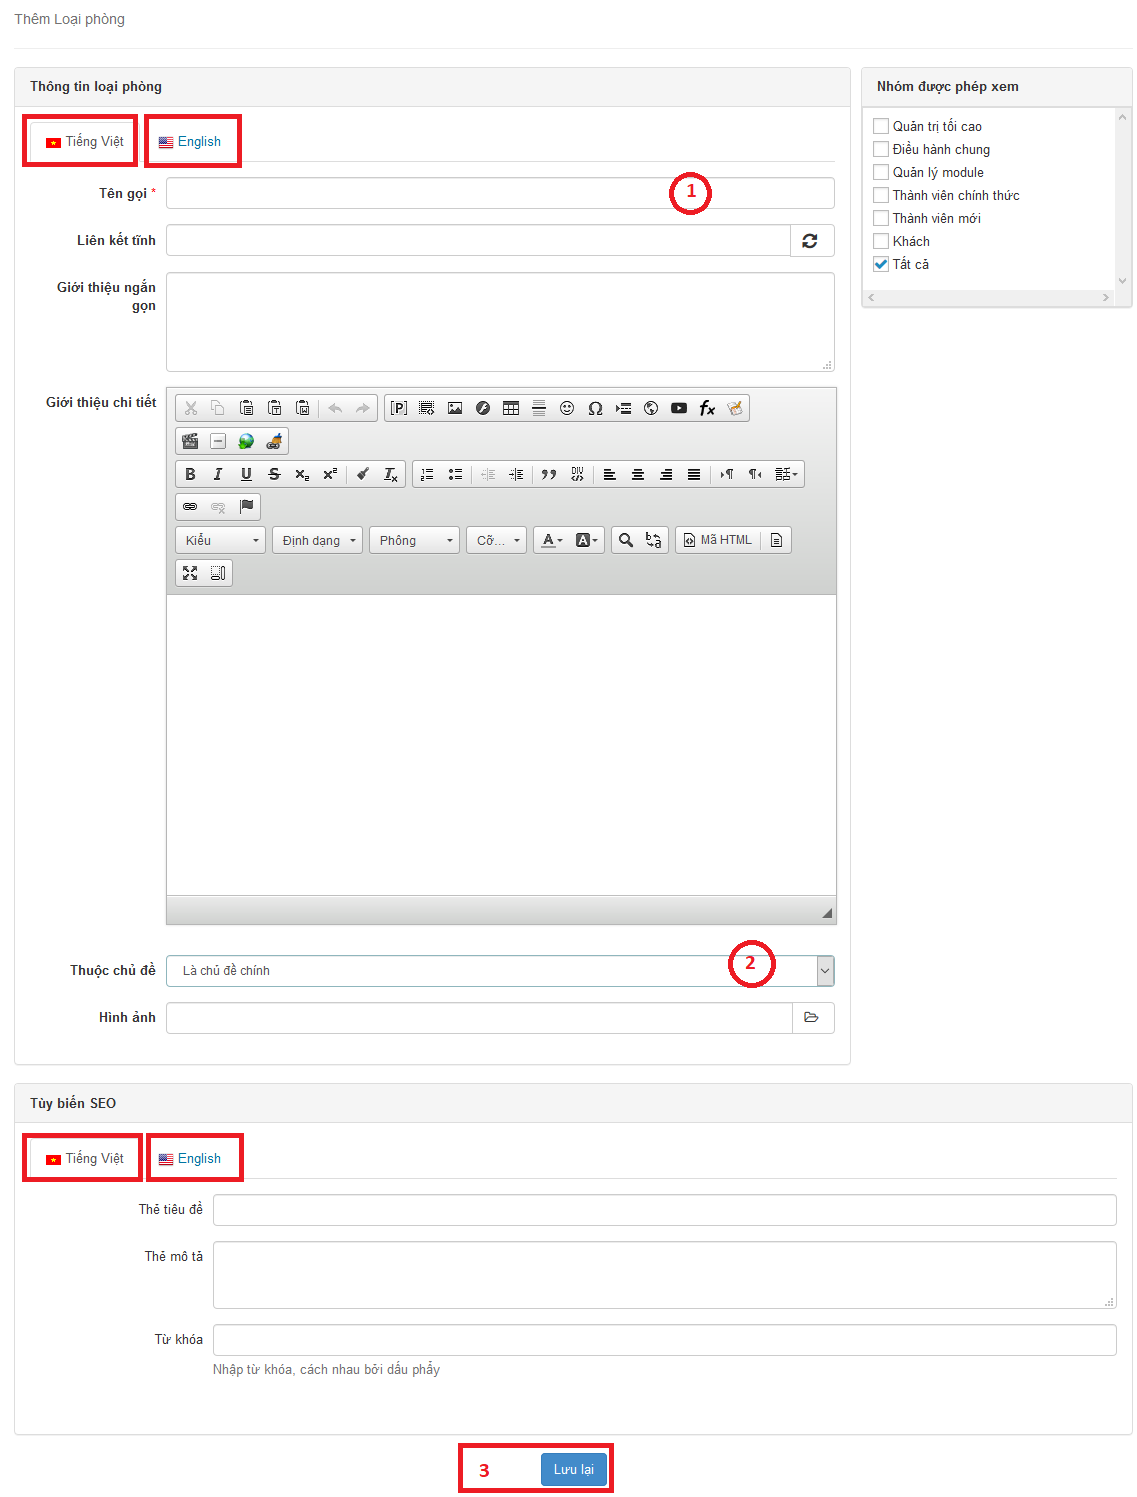 Thêm Loại phòng
Thông tin loại phòng
Tiếng Việt
English
Tên gọi *
1
Liên kết tĩnh
Giới thiệu ngắn
gọn
Giới thiệu chi tiết
Kiểu
Định dạng
Phông
Cỡ...
Mã HTML
Thuộc chủ đề
Là chủ đề chính
2
Hình ảnh
Nhóm được phép xem
Quản trị tối cao
Điều hành chung
Quản lý module
Thành viên chính thức
Thành viên mới
Khách
Tất cả
Tùy biến SEO
Tiếng Việt
English
Thẻ tiêu đề
Thẻ mô tả
Từ khóa
Nhập từ khóa, cách nhau bởi dấu phẩy
3
Lưu lại